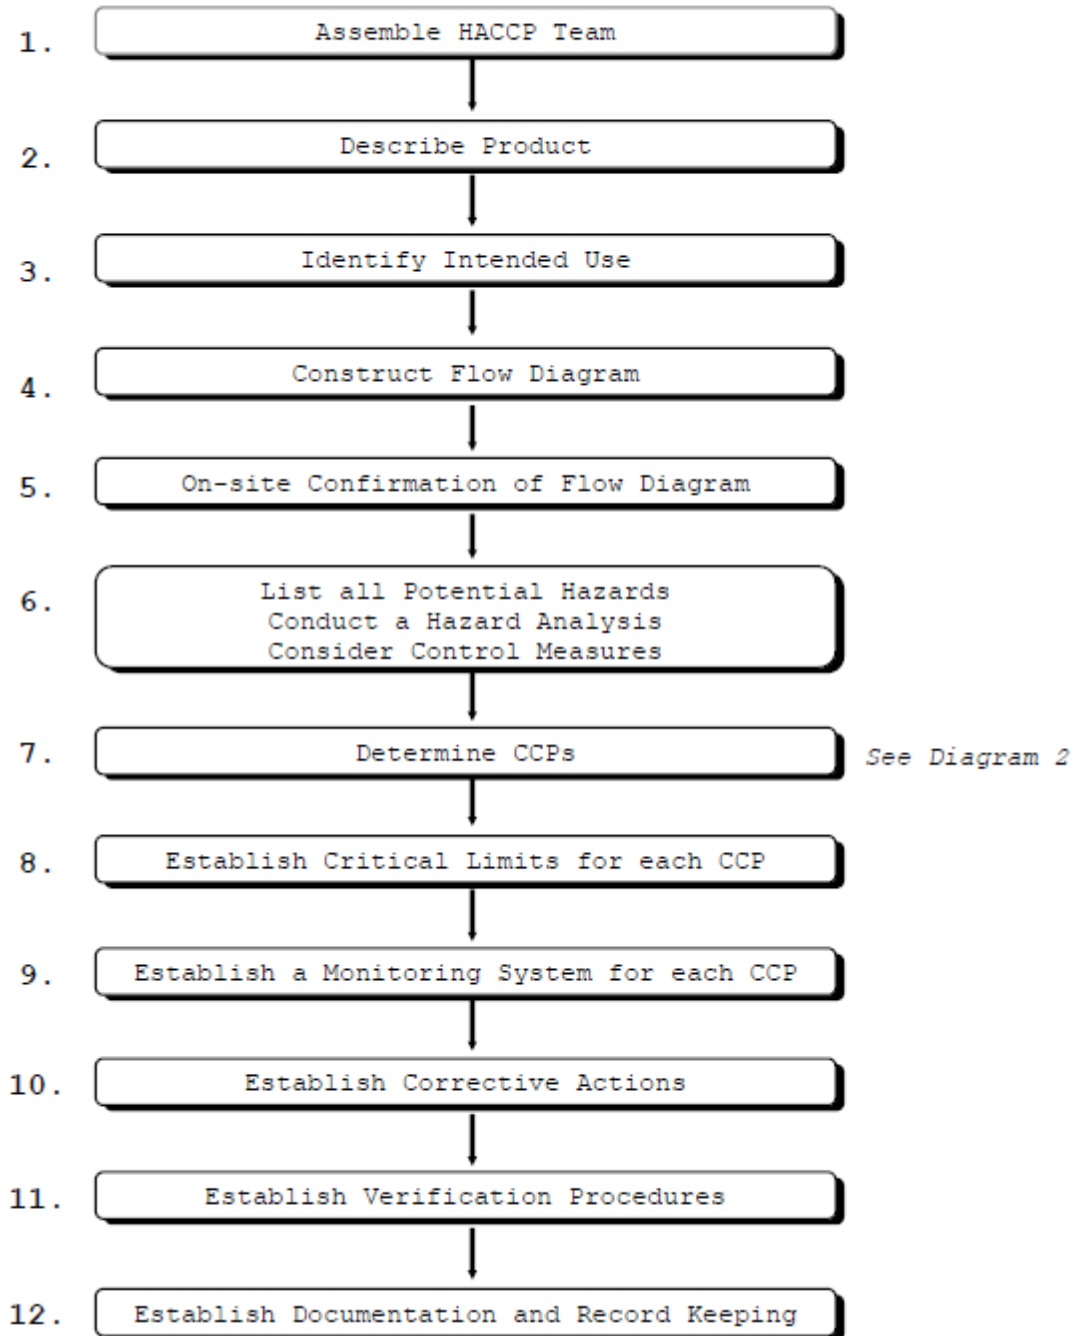 1. Assemble HACCP Team
2. Describe Product
3. Identify Intended Use
4. Construct Flow Diagram
5. On-site Confirmation of Flow Diagram
6. List all Potential Hazards
Conduct a Hazard Analysis
Consider Control Measures
7. Determine CCPs See Diagram 2
8. Establish Critical Limits for each CCP
9. Establish a Monitoring System for each CCP
10. Establish Corrective Actions
11. Establish Verification Procedures
12. Establish Documentation and Record Keeping